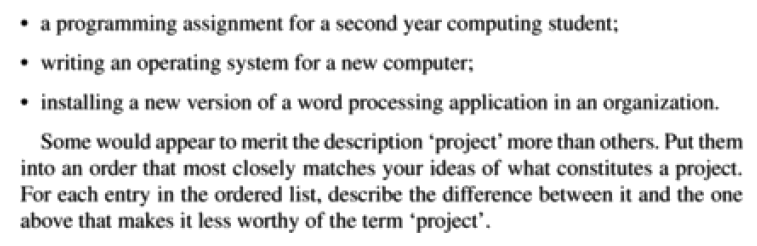 • a programming assignment for a second year computing student;
• writing an operating system for a new computer;
• installing a new version of a word processing application in an organization.
Some would appear to merit the description ‘project’ more than others. Put them
into an order that most closely matches your ideas of what constitutes a project.
For each entry in the ordered list, describe the difference between it and the one
above that makes it less worthy of the term ‘project’.